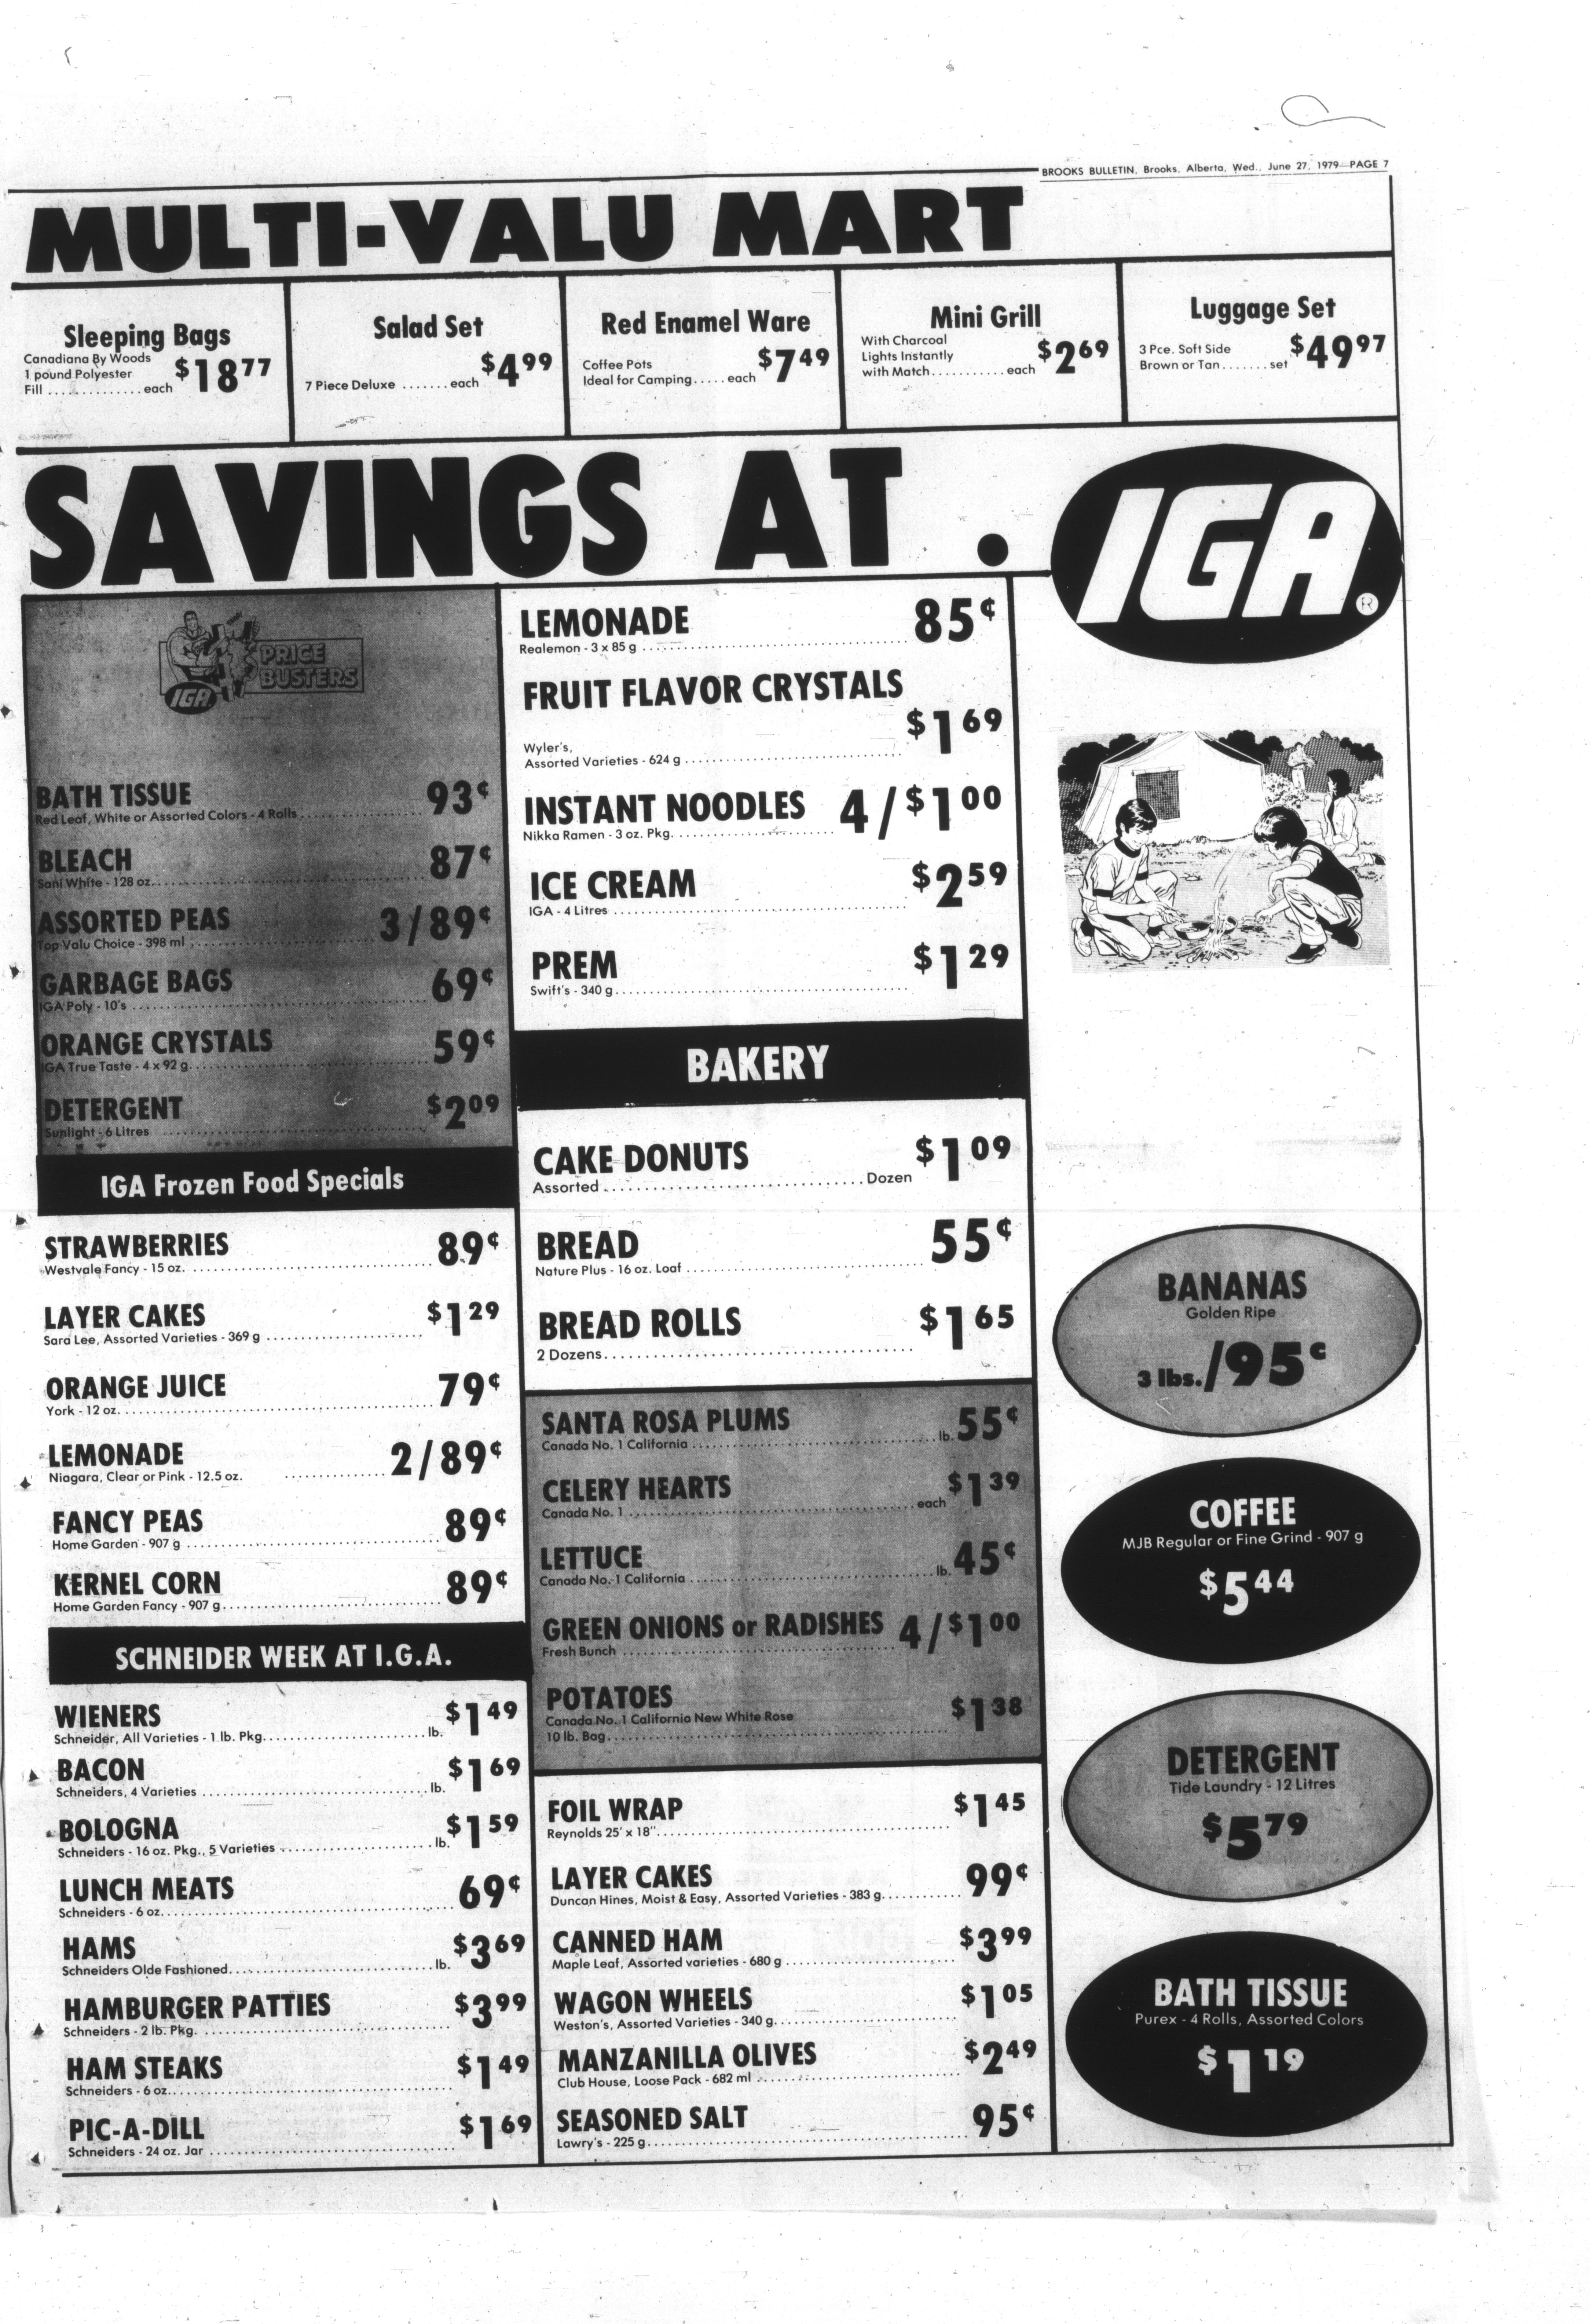 BROOKS BULLETIN, Brooks, Alberta, Wed., June 27, 1979—PAGE 7
MULTI-VALU MART
Sleeping Bags
Canadiana By Woods
1 pound Polyester
Fill .............. each $18 77
Salad Set
7 Piece Deluxe ....... each $4 99
Red Enamel Ware
Coffee Pots
Ideal for Camping..... each $7 49
Mini Grill
With Charcoal
Lights Instantly
with Match........... each $2 69
Luggage Set
3 Pce. Soft Side
Brown or Tan....... set $49 97
SAVINGS AT .
IGA ®
PRICE
BUSTERS
IGA
BATH TISSUE 93¢
Red Leaf, White or Assorted Colors - 4 Rolls
BLEACH 87¢
Sani White - 128 oz.
ASSORTED PEAS 3/89¢
Top Valu Choice - 398 ml
GARBAGE BAGS 69¢
IGA Poly - 10's
ORANGE CRYSTALS 59¢
IGA True Taste - 4 x 92 g.
DETERGENT $2 09
Sunlight - 6 Litres
IGA Frozen Food Specials
STRAWBERRIES 89¢
Westvale Fancy - 15 oz.
LAYER CAKES $1 29
Sara Lee, Assorted Varieties - 369 g
ORANGE JUICE 79¢
York - 12 oz.
LEMONADE 2/89¢
Niagara, Clear or Pink - 12.5 oz.
FANCY PEAS 89¢
Home Garden - 907 g
KERNEL CORN 89¢
Home Garden Fancy - 907 g.
SCHNEIDER WEEK AT I.G.A.
WIENERS $1 49
Schneider, All Varieties - 1 lb. Pkg. lb.
BACON $1 69
Schneiders, 4 Varieties lb.
BOLOGNA $1 59
Schneiders - 16 oz. Pkg., 5 Varieties lb.
LUNCH MEATS 69¢
Schneiders - 6 oz.
HAMS $3 69
Schneiders Olde Fashioned lb.
HAMBURGER PATTIES $3 99
Schneiders - 2 lb. Pkg.
HAM STEAKS $1 49
Schneiders - 6 oz.
PIC-A-DILL $1 69
Schneiders - 24 oz. Jar
LEMONADE 85¢
Realemon - 3 x 85 g
FRUIT FLAVOR CRYSTALS
$1 69
Wyler's,
Assorted Varieties - 624 g
INSTANT NOODLES 4/$1 00
Nikka Ramen - 3 oz. Pkg.
ICE CREAM $2 59
IGA - 4 Litres
PREM $1 29
Swift's - 340 g.
BAKERY
CAKE DONUTS $1 09
Assorted Dozen
BREAD 55¢
Nature Plus - 16 oz. Loaf
BREAD ROLLS $1 65
2 Dozens
SANTA ROSA PLUMS lb. 55¢
Canada No. 1 California
CELERY HEARTS each $1 39
Canada No. 1
LETTUCE lb. 45¢
Canada No. 1 California
GREEN ONIONS or RADISHES 4/$1 00
Fresh Bunch
POTATOES $1 38
Canada No. 1 California New White Rose
10 lb. Bag
FOIL WRAP $1 45
Reynolds 25' x 18"
LAYER CAKES 99¢
Duncan Hines, Moist & Easy, Assorted Varieties - 383 g.
CANNED HAM $3 99
Maple Leaf, Assorted varieties - 680 g
WAGON WHEELS $1 05
Weston's, Assorted Varieties - 340 g.
MANZANILLA OLIVES $2 49
Club House, Loose Pack - 682 ml
SEASONED SALT 95¢
Lawry's - 225 g.
BANANAS
Golden Ripe
3 lbs./95¢
COFFEE
MJB Regular or Fine Grind - 907 g
$5 44
DETERGENT
Tide Laundry - 12 Litres
$5 79
BATH TISSUE
Purex - 4 Rolls, Assorted Colors
$1 19